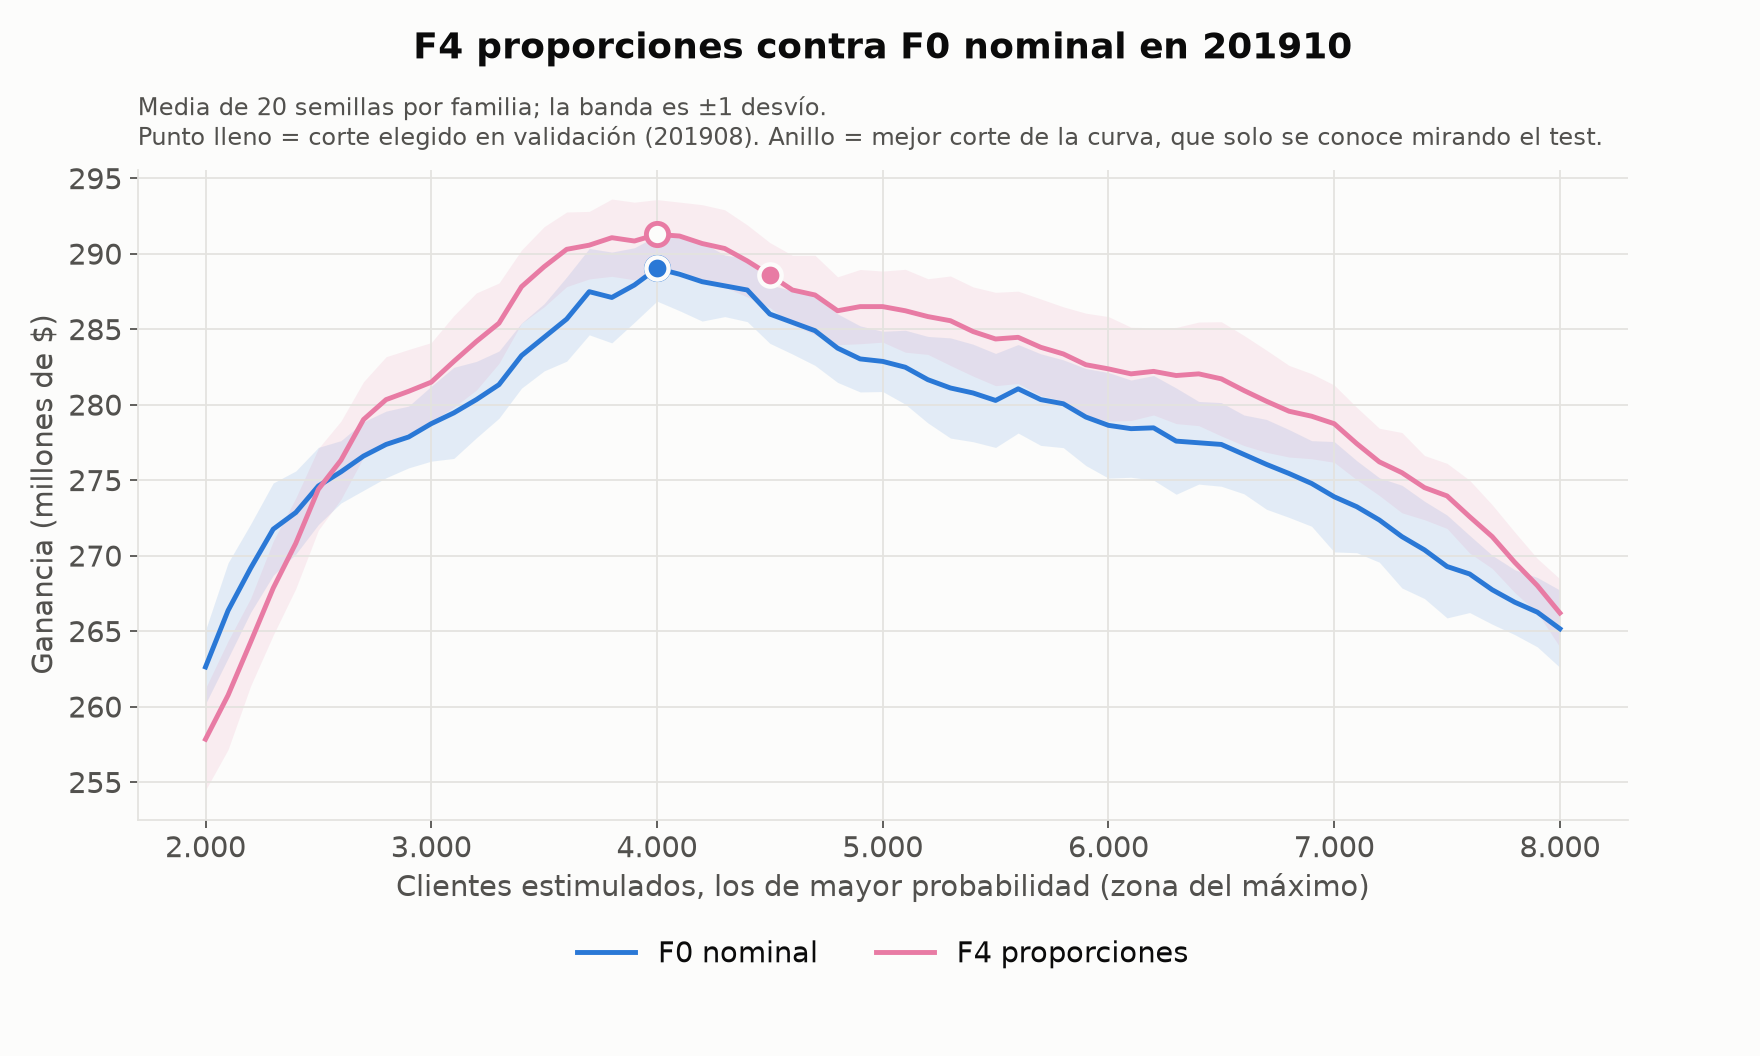 F4 proporciones contra F0 nominal en 201910
Media de 20 semillas por familia; la banda es ±1 desvío.
Punto lleno = corte elegido en validación (201908). Anillo = mejor corte de la curva, que solo se conoce mirando el test.
Ganancia (millones de $)
295
290
285
280
275
270
265
260
255
2.000 3.000 4.000 5.000 6.000 7.000 8.000
Clientes estimulados, los de mayor probabilidad (zona del máximo)
F0 nominal F4 proporciones